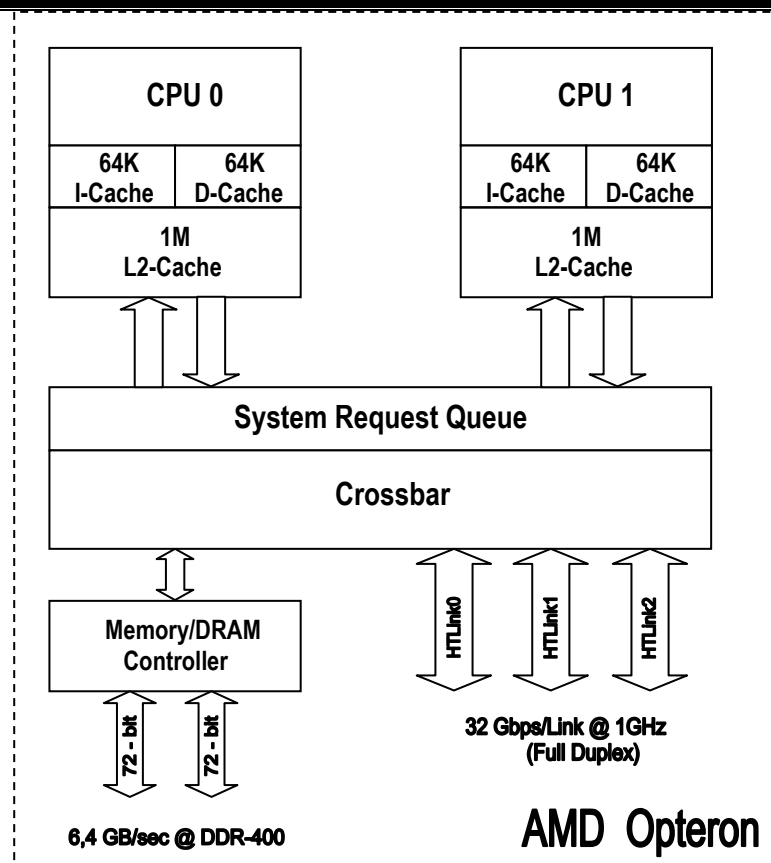 CPU 0
64K
I-Cache
64K
D-Cache
1M
L2-Cache
CPU 1
64K
I-Cache
64K
D-Cache
1M
L2-Cache
System Request Queue
Crossbar
Memory/DRAM
Controller
HTLink0
HTLink1
HTLink2
72 - bit
72 - bit
32 Gbps/Link @ 1GHz
(Full Duplex)
6,4 GB/sec @ DDR-400
AMD Opteron